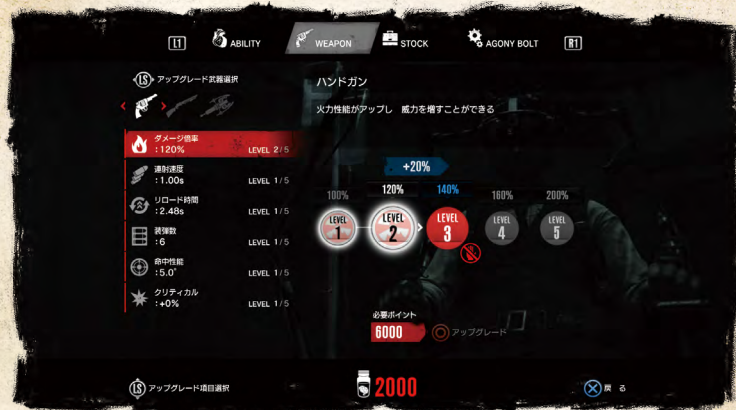 L1 ABILITY WEAPON STOCK AGONY BOLT R1
LS アップグレード武器選択
ハンドガン
火力性能がアップし 威力を増すことができる
ダメージ倍率
:120% LEVEL 2/5
連射速度
:1.00s LEVEL 1/5
リロード時間
:2.48s LEVEL 1/5
装弾数
:6 LEVEL 1/5
命中性能
:5.0° LEVEL 1/5
クリティカル
:+0% LEVEL 1/5
+20%
100% 120% 140% 160% 200%
LEVEL 1 LEVEL 2 LEVEL 3 LEVEL 4 LEVEL 5
必要ポイント
6000 アップグレード
LS アップグレード項目選択
2000
戻 る